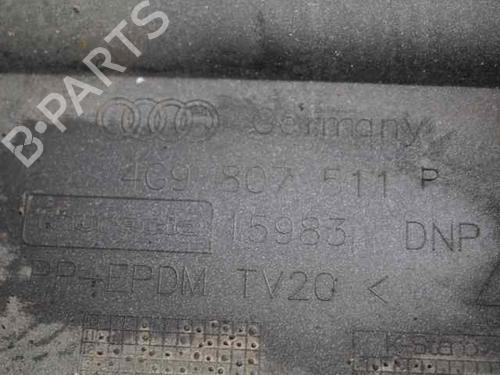 B-PARTS
Germany
4G9 807 511 P
15983 DNP
PP-EPDM TV20 <